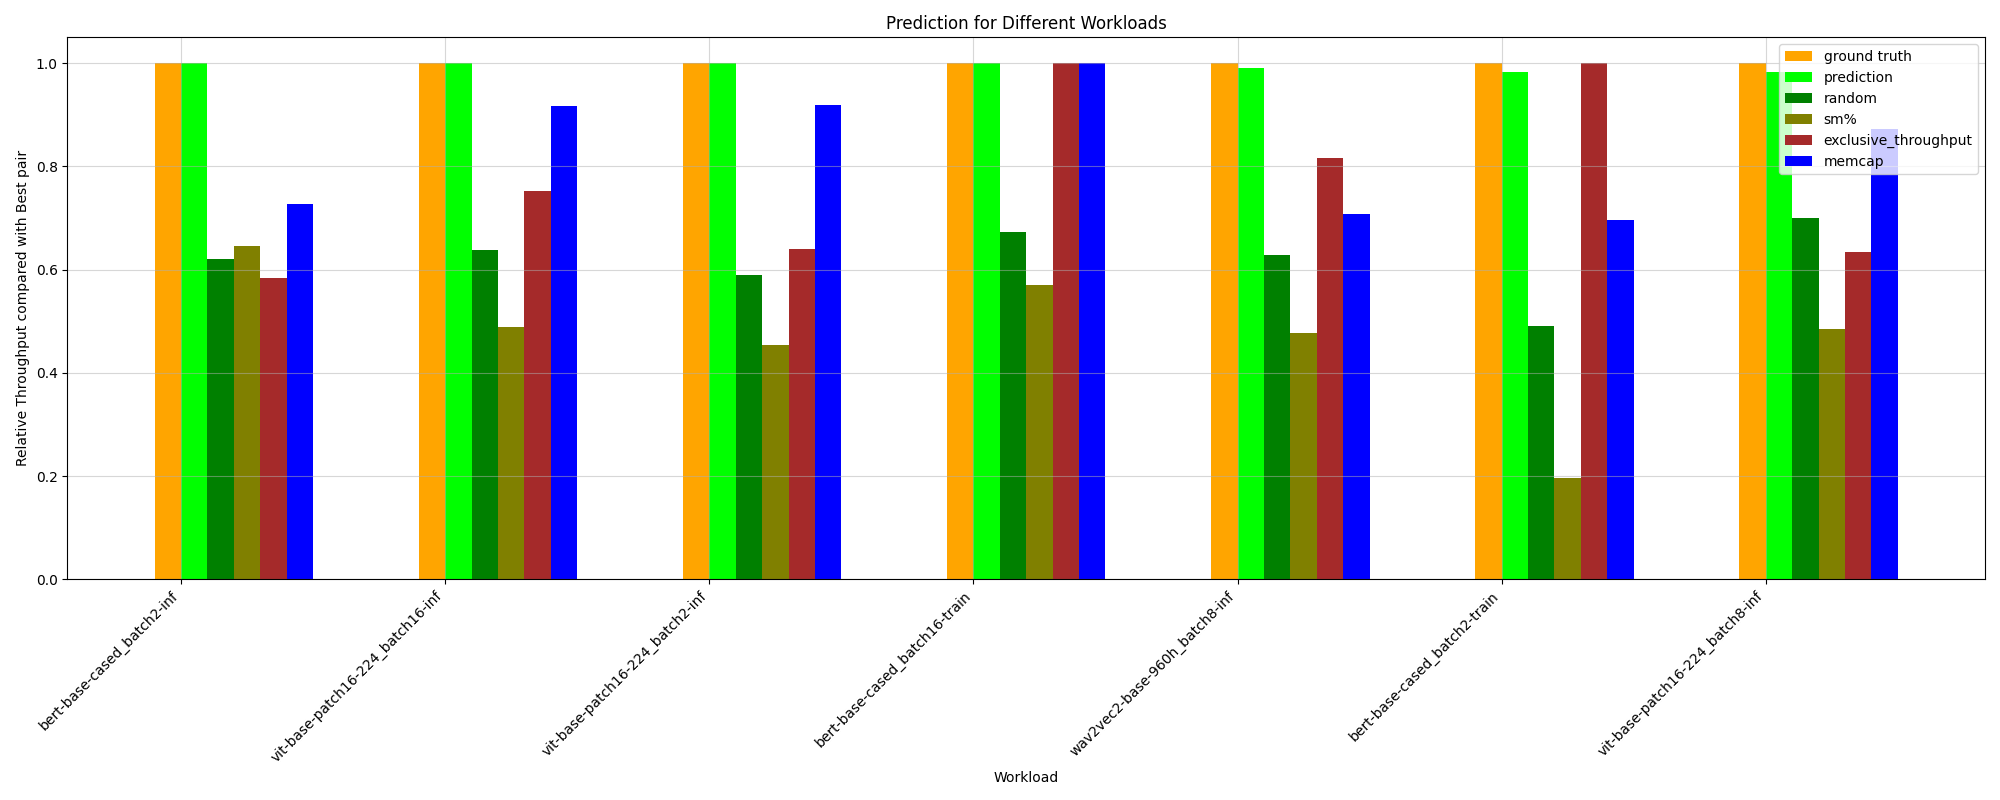 Prediction for Different Workloads
Relative Throughput compared with Best pair
1.0
0.8
0.6
0.4
0.2
0.0
ground truth
prediction
random
sm%
exclusive_throughput
memcap
bert-base-cased_batch2-inf
vit-base-patch16-224_batch16-inf
vit-base-patch16-224_batch2-inf
bert-base-cased_batch16-train
wav2vec2-base-960h_batch8-inf
bert-base-cased_batch2-train
vit-base-patch16-224_batch8-inf
Workload